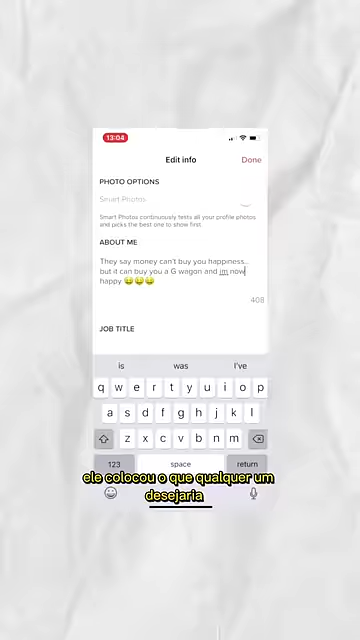 13:04
Edit info
Done
PHOTO OPTIONS
Smart Photos
Smart Photos continuously tests all your profile photos
and picks the best one to show first.
ABOUT ME
They say money can't buy you happiness...
but it can buy you a G wagon and im now
happy 🤑🤑🤑
408
JOB TITLE
is was I've
q w e r t y u i o p
a s d f g h j k l
z x c v b n m
123 space return
ele colocou o que qualquer um
desejaria